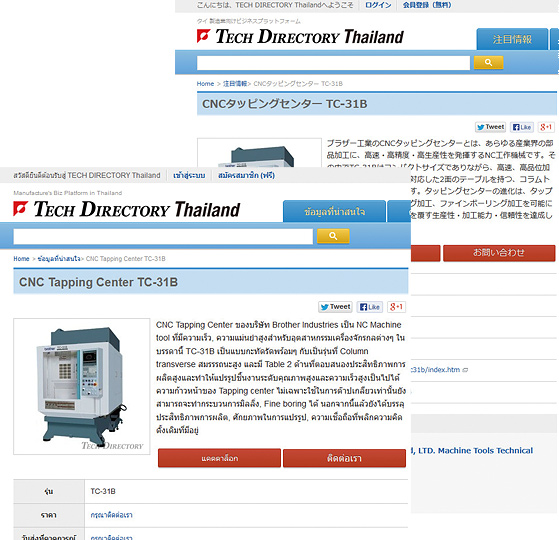 こんにちは、TECH DIRECTORY Thailandへようこそ ログイン 会員登録 (無料)
タイ 製造業向けビジネスプラットフォーム
TECH DIRECTORY Thailand
注目情報
Home > 注目情報> CNCタッピングセンター TC-31B
CNCタッピングセンター TC-31B
Tweet Like +1
ブラザー工業のCNCタッピングセンターとは、あらゆる産業界の部
品加工に、高速・高精度・高生産性を発揮するNC工作機械です。そ
対応した2面のテーブルを持つ、コラムト
す。タッピングセンターの進化は、タップ
グ加工、ファインボーリング加工を可能に
を覆す生産性・加工能力・信頼性を達成し
お問い合わせ
c31b/index.htm
, LTD. Machine Tools Technical
สวัสดียินดีต้อนรับสู่ TECH DIRECTORY Thailand เข้าสู่ระบบ สมัครสมาชิก (ฟรี)
Manufacture's Biz Platform in Thailand
TECH DIRECTORY Thailand
ข้อมูลที่น่าสนใจ
Home > ข้อมูลที่น่าสนใจ> CNC Tapping Center TC-31B
CNC Tapping Center TC-31B
Tweet Like +1
CNC Tapping Center ของบริษัท Brother Industries เป็น NC Machine
tool ที่มีความเร็ว, ความแม่นยำสูงสำหรับอุตสาหกรรมเครื่องจักรกลต่างๆ ใน
บรรดานี้ TC-31B เป็นแบบกะทัดรัดพร้อมๆ กับเป็นรุ่นที่ Column
transverse สมรรถนะสูง และมี Table 2 ด้านที่ตอบสนองประสิทธิภาพการ
ผลิตสูงและทำให้แปรรูปชิ้นงานระดับคุณภาพสูงและความเร็วสูงเป็นไปได้
ความก้าวหน้าของ Tapping center ไม่เฉพาะใช้ในการต๊าปเกลียวเท่านั้นยัง
สามารถจะทำกระบวนการมิลลิ่ง, Fine boring ได้ นอกจากนี้แล้วยังได้บรรลุ
ประสิทธิภาพการผลิต, ศักยภาพในการแปรรูป, ความเชื่อถือที่พลิกความคิด
ดั้งเดิมที่มีอยู่
TECH DIRECTORY
แคตตาล็อก ติดต่อเรา
รุ่น TC-31B
ราคา กรุณาติดต่อเรา
วันส่งที่คาดการณ์ กรุณาติดต่อเรา